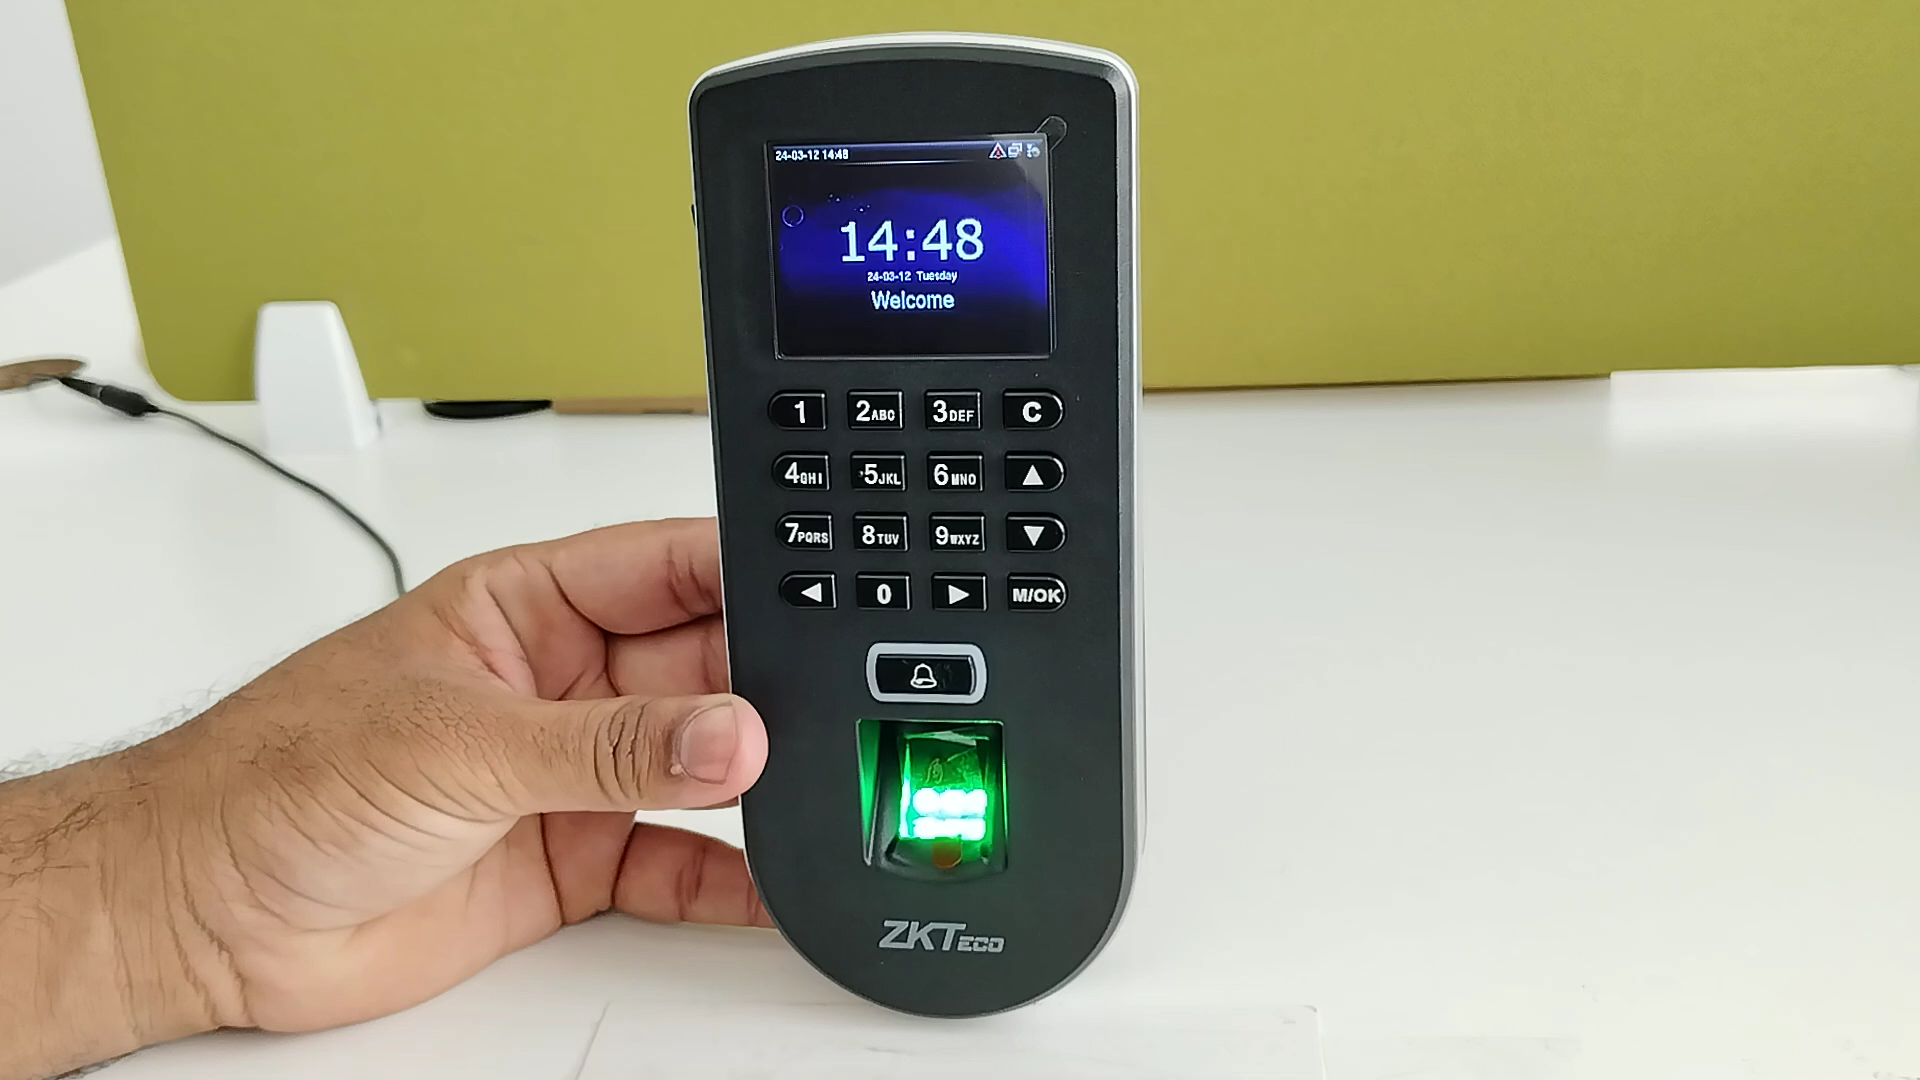 24-03-12 14:48
14:48
24-03-12 Tuesday
Welcome
1 2ABC 3DEF C
4GHI 5JKL 6MNO
7PQRS 8TUV 9WXYZ
0 M/OK
ZKTeco